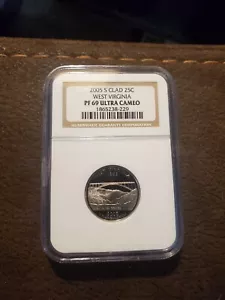 2005 S CLAD 25C
WEST VIRGINIA
PF 69 ULTRA CAMEO
1865238-229